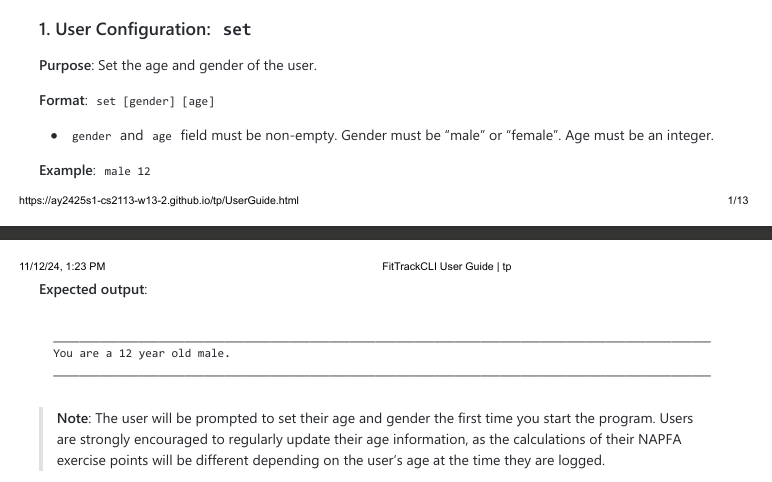 1. User Configuration: set
Purpose: Set the age and gender of the user.
Format: set [gender] [age]
• gender and age field must be non-empty. Gender must be “male” or “female”. Age must be an integer.
Example: male 12
https://ay2425s1-cs2113-w13-2.github.io/tp/UserGuide.html 1/13
11/12/24, 1:23 PM FitTrackCLI User Guide | tp
Expected output:
You are a 12 year old male.
Note: The user will be prompted to set their age and gender the first time you start the program. Users
are strongly encouraged to regularly update their age information, as the calculations of their NAPFA
exercise points will be different depending on the user’s age at the time they are logged.